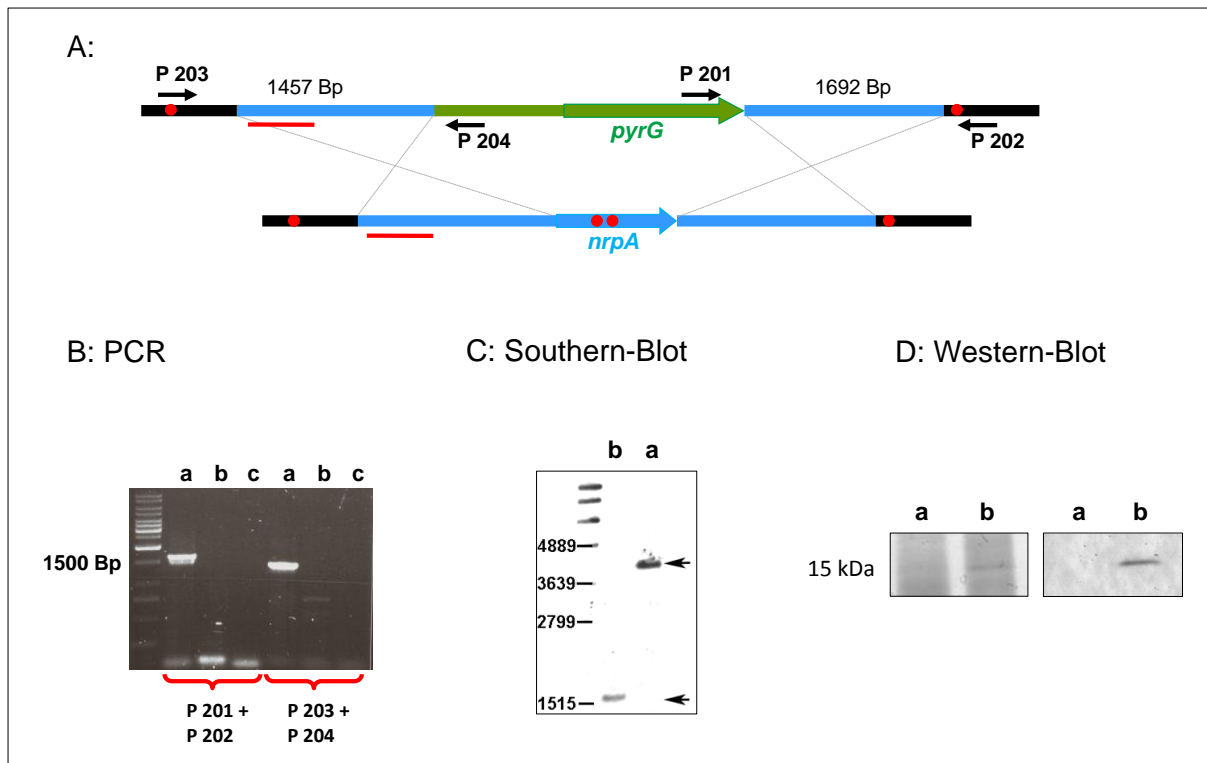 A:
P 203
1457 Bp
P 201
1692 Bp
pyrG
P 204
P 202
nrpA
B: PCR
C: Southern-Blot
D: Western-Blot
a b c a b c
1500 Bp
P 201 +
P 202
P 203 +
P 204
b a
4889
3639
2799
1515
a b a b
15 kDa